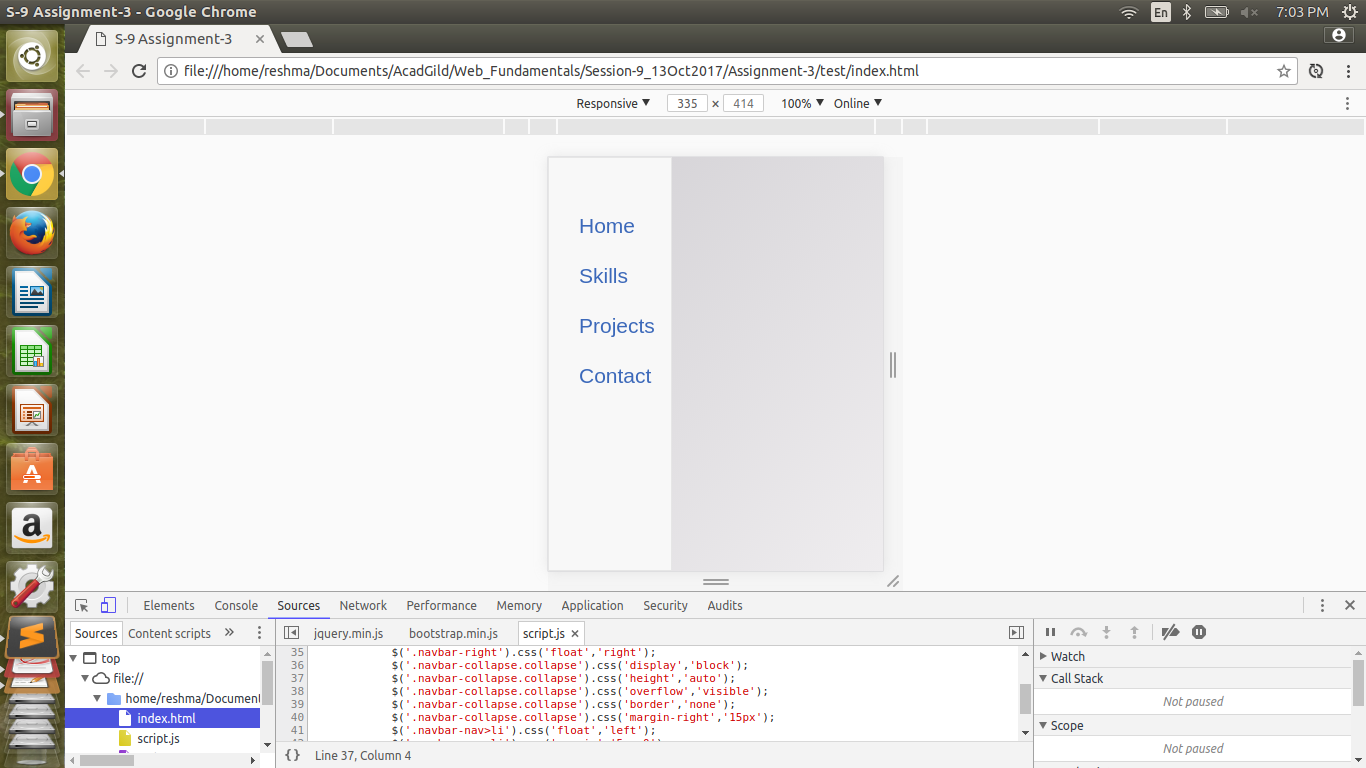 S-9 Assignment-3 - Google Chrome
En
7:03 PM
S-9 Assignment-3
file:///home/reshma/Documents/AcadGild/Web_Fundamentals/Session-9_13Oct2017/Assignment-3/test/index.html
Responsive 335 × 414 100% Online
Home
Skills
Projects
Contact
Elements Console Sources Network Performance Memory Application Security Audits
Sources Content scripts »
jquery.min.js bootstrap.min.js script.js ×
top
file://
home/reshma/Document
index.html
script.js
35 $('.navbar-right').css('float','right');
36 $('.navbar-collapse.collapse').css('display','block');
37 $('.navbar-collapse.collapse').css('height','auto');
38 $('.navbar-collapse.collapse').css('overflow','visible');
39 $('.navbar-collapse.collapse').css('border','none');
40 $('.navbar-collapse.collapse').css('margin-right','15px');
41 $('.navbar-nav>li').css('float','left');
{ } Line 37, Column 4
Watch
Call Stack
Not paused
Scope
Not paused